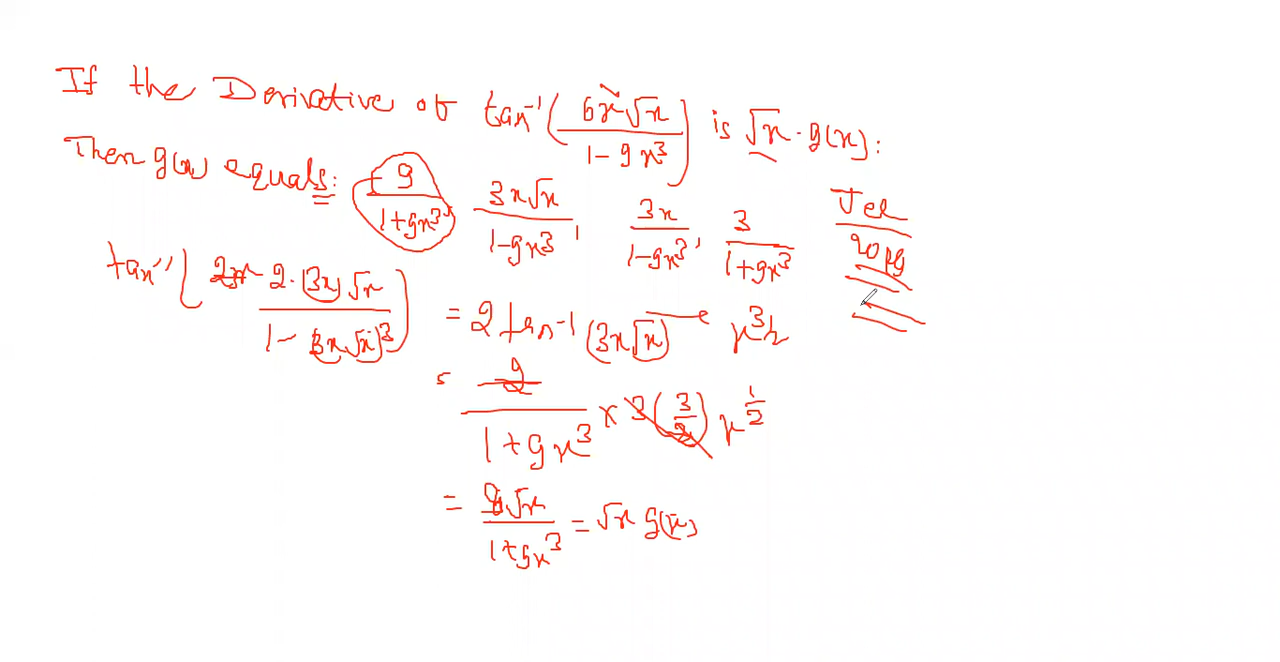 If the Derivative of tan⁻¹(6x√x / 1 - 9x³) is √x · g(x):
Then g(x) equals: 9 / 1+9x³, 3x√x / 1-9x³, 3x / 1-9x³, 3 / 1+9x³
Jee
tan⁻¹(2·(3x)√x / 1 - (3x√x)²) = 2 tan⁻¹(3x√x) x^3/2
= 9 / 1+9x³ × 3(3/2) x^1/2
= 9√x / 1+9x³ = √x g(x)